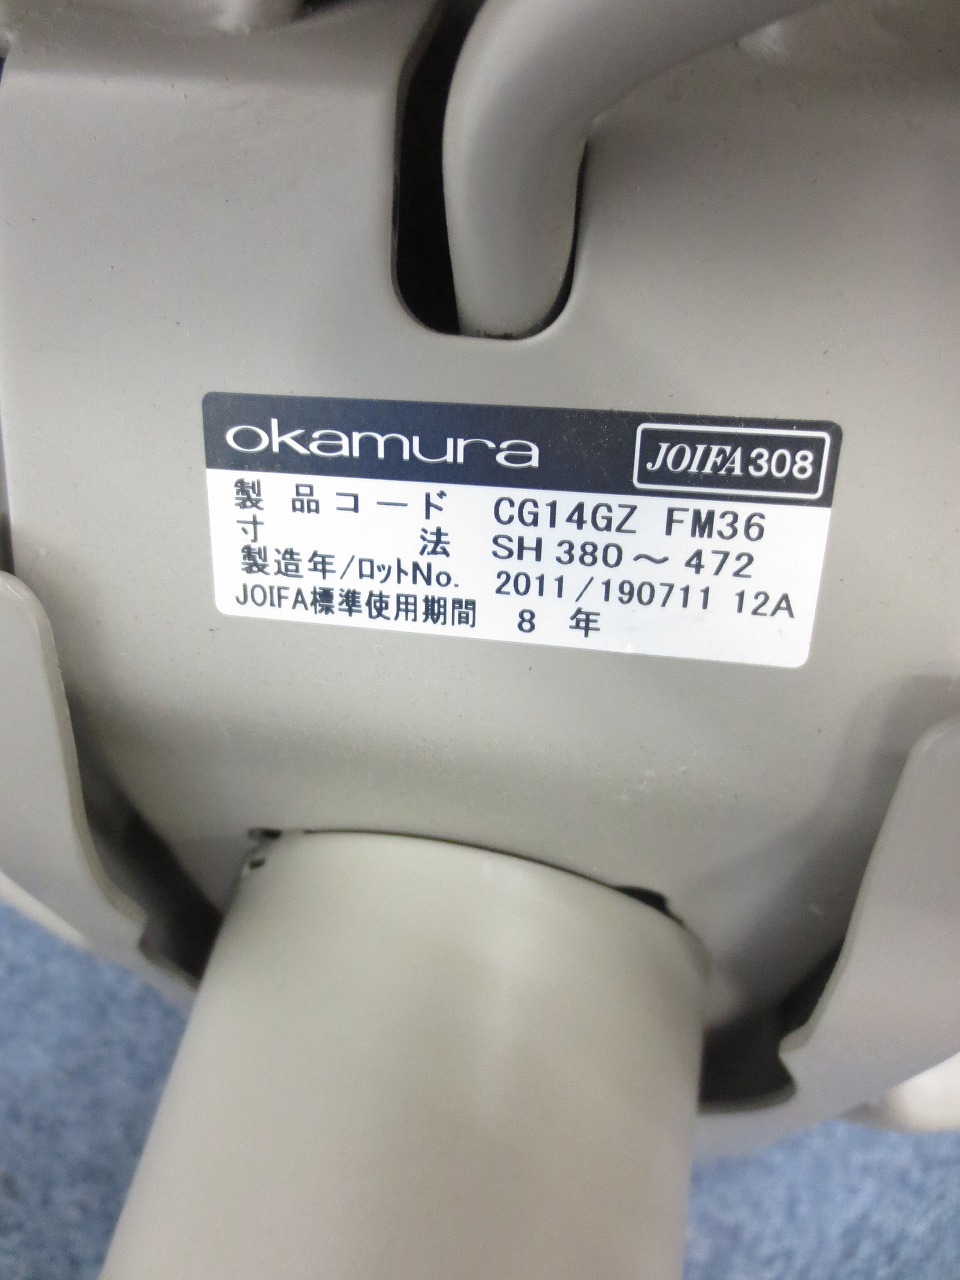 okamura JOIFA308
製品コード CG14GZ FM36
寸法 SH 380～472
製造年/ロットNo. 2011/190711 12A
JOIFA標準使用期間 8年